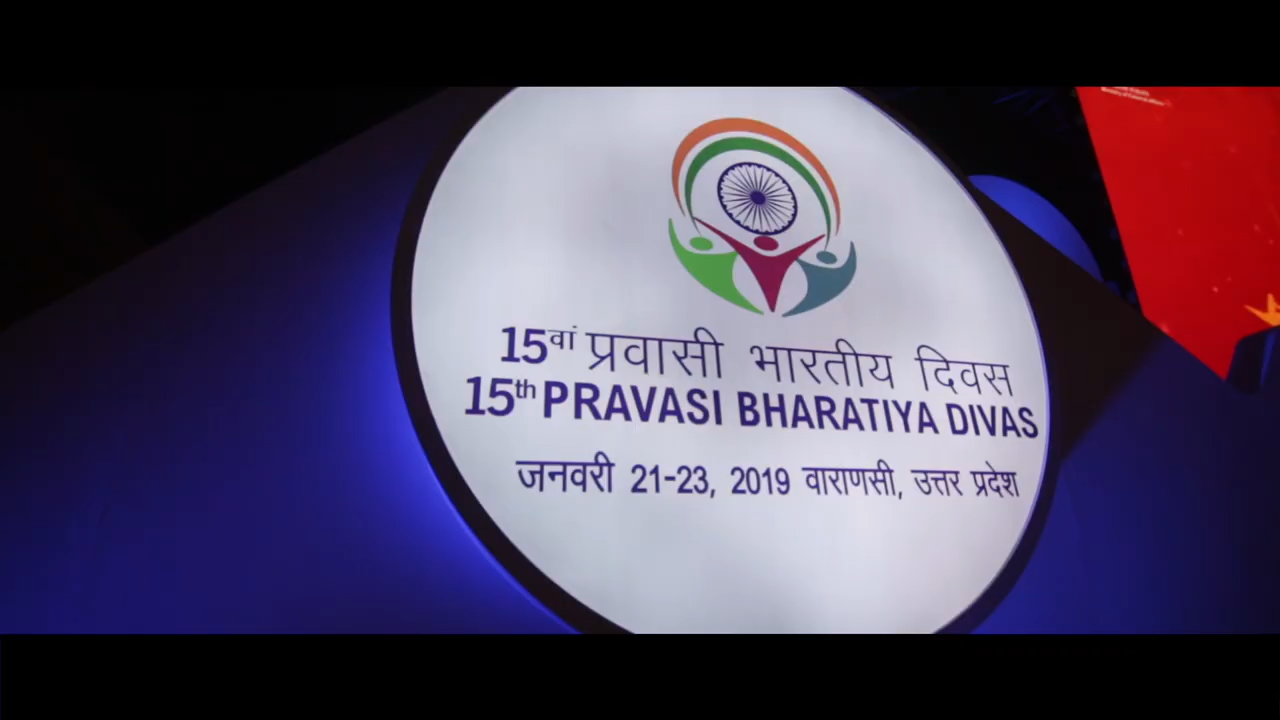 15वां प्रवासी भारतीय दिवस
15th PRAVASI BHARATIYA DIVAS
जनवरी 21-23, 2019 वाराणसी, उत्तर प्रदेश